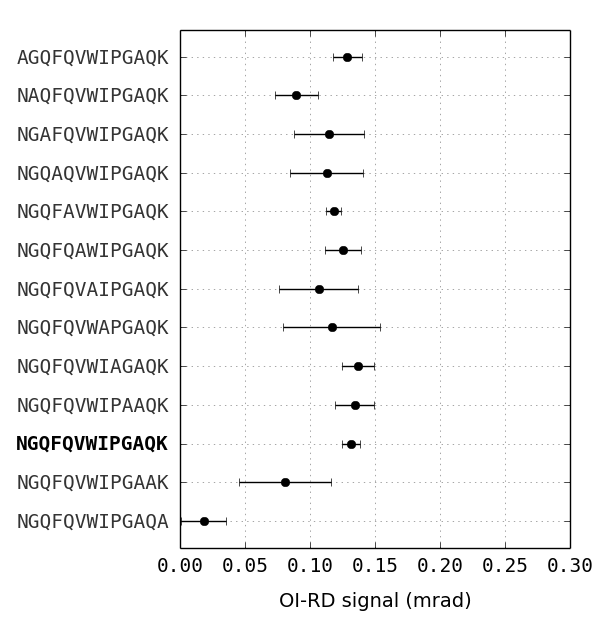 AGQFQVWIPGAQK
NAQFQVWIPGAQK
NGAFQVWIPGAQK
NGQAQVWIPGAQK
NGQFAVWIPGAQK
NGQFQAWIPGAQK
NGQFQVAIPGAQK
NGQFQVWAPGAQK
NGQFQVWIAGAQK
NGQFQVWIPAAQK
NGQFQVWIPGAQK
NGQFQVWIPGAAK
NGQFQVWIPGAQA
0.00 0.05 0.10 0.15 0.20 0.25 0.30
OI-RD signal (mrad)